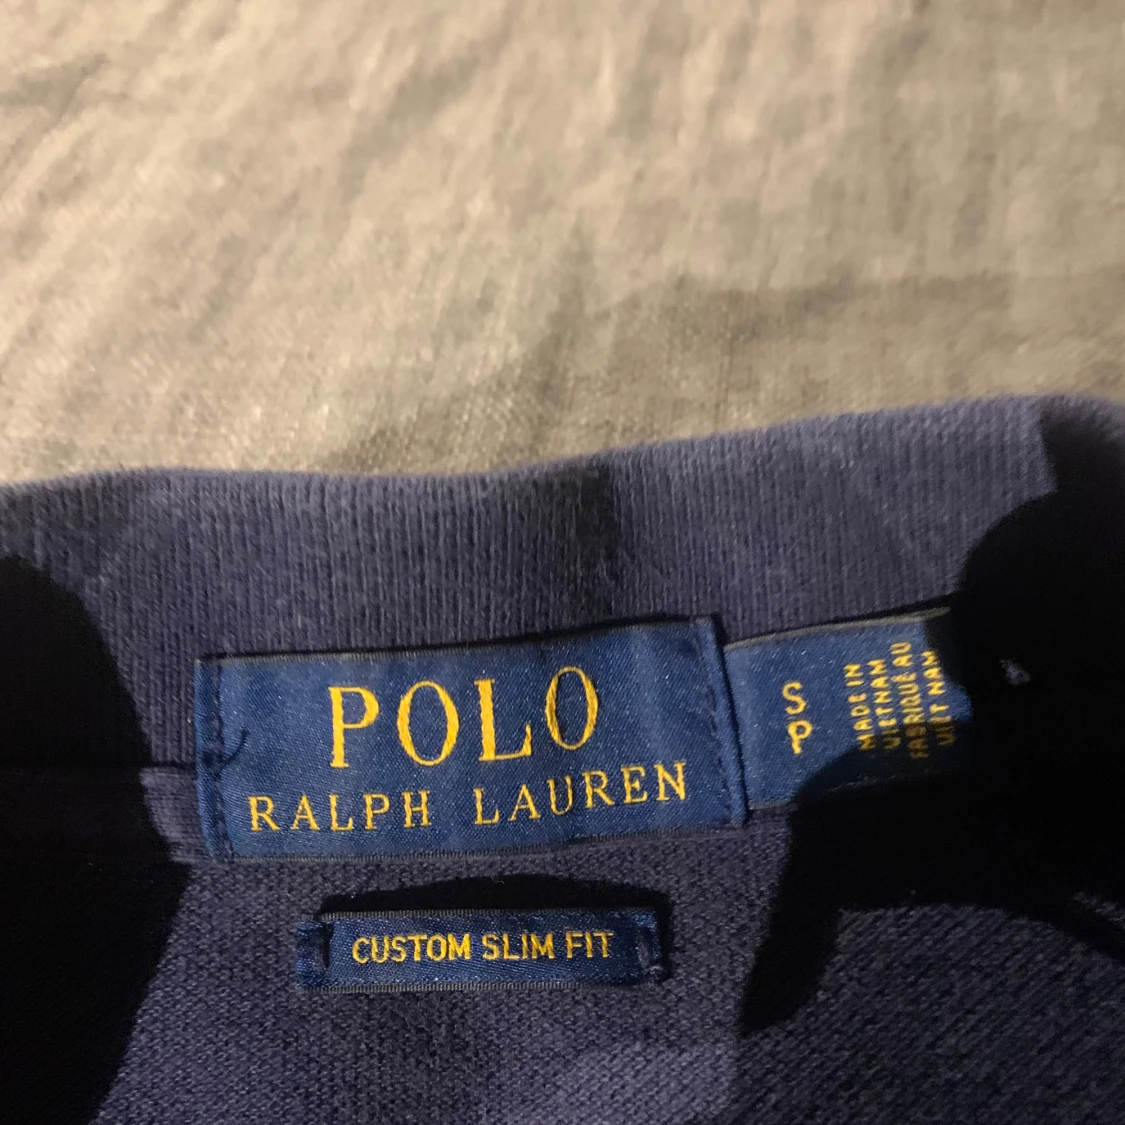 POLO
RALPH LAUREN
S
P
MADE IN
VIETNAM
FABRIQUÉ AU
VIET NAM
CUSTOM SLIM FIT